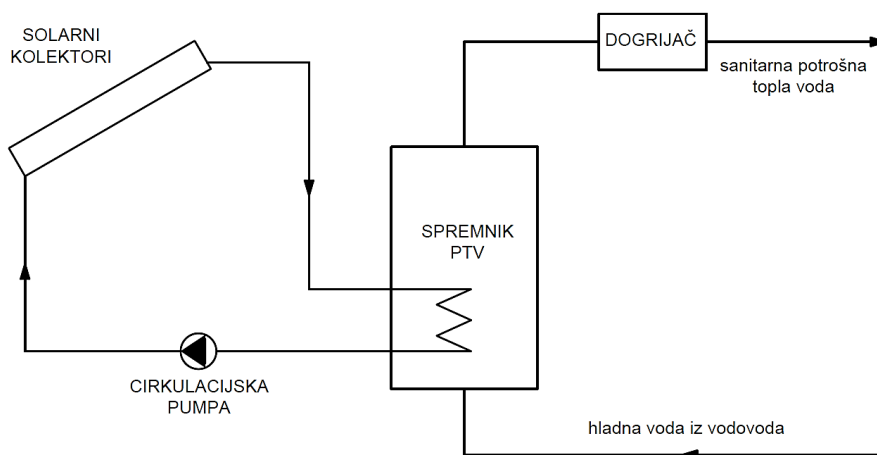 SOLARNI
KOLEKTORI
DOGRIJAČ
sanitarna potrošna
topla voda
SPREMNIK
PTV
CIRKULACIJSKA
PUMPA
hladna voda iz vodovoda